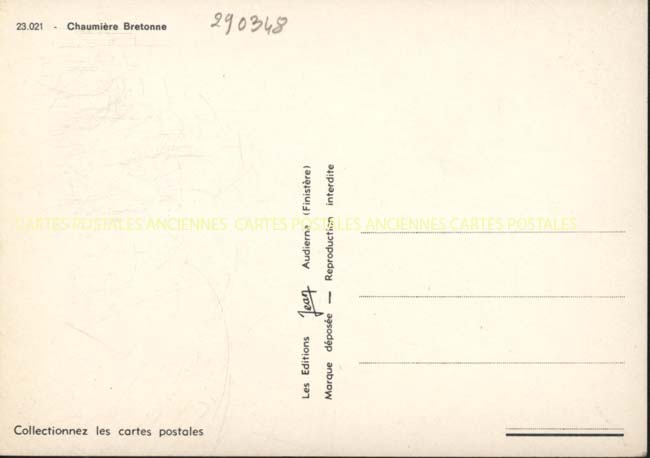 23.021 - Chaumière Bretonne
290348
Les Editions Jean Audierne (Finistère)
Marque déposée — Reproduction interdite
CARTES POSTALES ANCIENNES CARTES POSTALES ANCIENNES CARTES POSTALES
Collectionnez les cartes postales